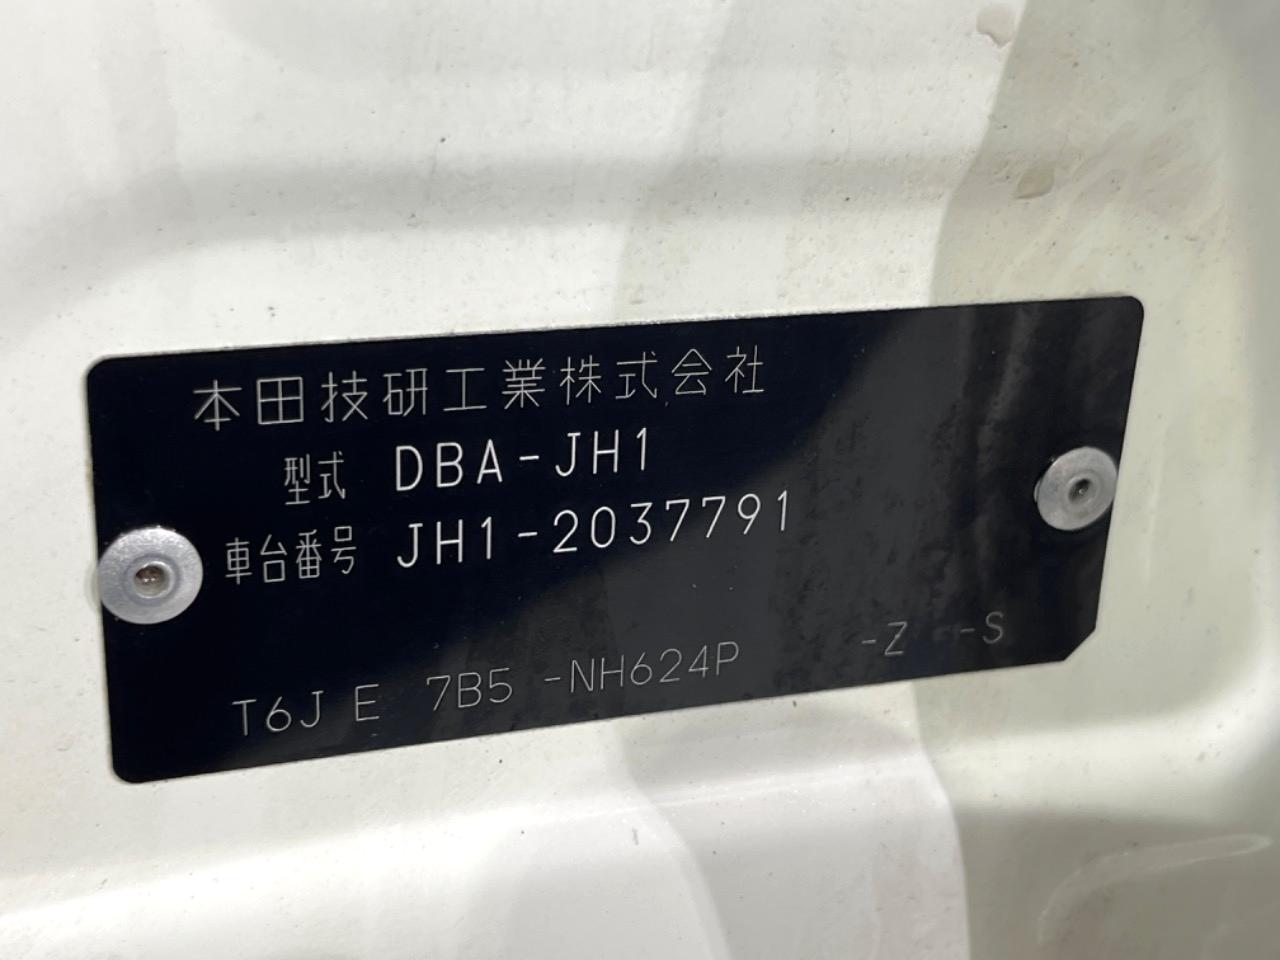 本田技研工業株式会社
型式 DBA-JH1
車台番号 JH1-2037791
T6J E 7B5 -NH624P -Z -S